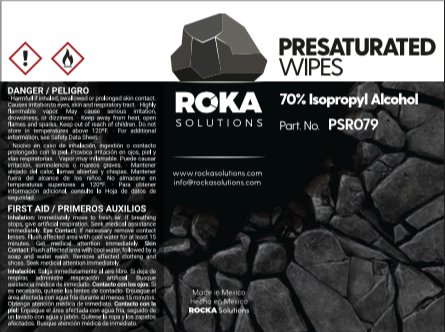 DANGER / PELIGRO
· Harmful if inhaled, swallowed or prolonged skin contact.
Causes irritation to eyes, skin and respiratory tract. · Highly
flammable vapor. May cause serious irritation,
drowsiness, or dizziness. · Keep away from heat, open
flames and sparks. Keep out of reach of children. Do not
store in temperatures above 120°F. · For additional
information, see Safety Data Sheet.
· Nocivo en caso de inhalación, ingestión o contacto
prolongado con la piel. Provoca irritación en ojos, piel y
vías respiratorias. · Vapor muy inflamable. Puede causar
irritación, somnolencia o mareos graves. · Mantener
alejado del calor, llamas abiertas y chispas. Mantener
fuera del alcance de los niños. No almacene en
temperaturas superiores a 120°F. · Para obtener
información adicional, consulte la Hoja de datos de
seguridad.
FIRST AID / PRIMEROS AUXILIOS
Inhalation: Immediately move to fresh air. If breathing
stops, give artificial respiration. Seek medical assistance
immediately. Eye Contact: If necessary remove contact
lenses. Flush affected area with cool water for at least 15
minutes. Get medical attention immediately. Skin
Contact: Flush affected area with cool water, followed by a
soap and water wash. Remove affected clothing and
shoes. Seek medical attention immediately.
Inhalación: Salga inmediatamente al aire libre. Si deja de
respirar, administre respiración artificial. Busque
asistencia médica de inmediato. Contacto con los ojos: Si
es necesario, quítese los lentes de contacto. Enjuague el
área afectada con agua fría durante al menos 15 minutos.
Obtenga atención médica de inmediato. Contacto con la
piel: Enjuague el área afectada con agua fría, seguido de
un lavado con agua y jabón. Quítese la ropa y los zapatos
afectados. Busque atención médica de inmediato.
ROKA
SOLUTIONS
www.rockasolutions.com
info@rockasolutions.com
Made in Mexico
Hecho en Mexico
ROCKA Solutions
PRESATURATED
WIPES
70% Isopropyl Alcohol
Part. No. PSR079